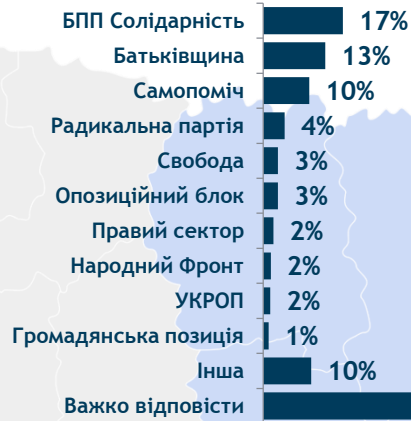 БПП Солідарність 17%
Батьківщина 13%
Самопоміч 10%
Радикальна партія 4%
Свобода 3%
Опозиційний блок 3%
Правий сектор 2%
Народний Фронт 2%
УКРОП 2%
Громадянська позиція 1%
Інша 10%
Важко відповісти